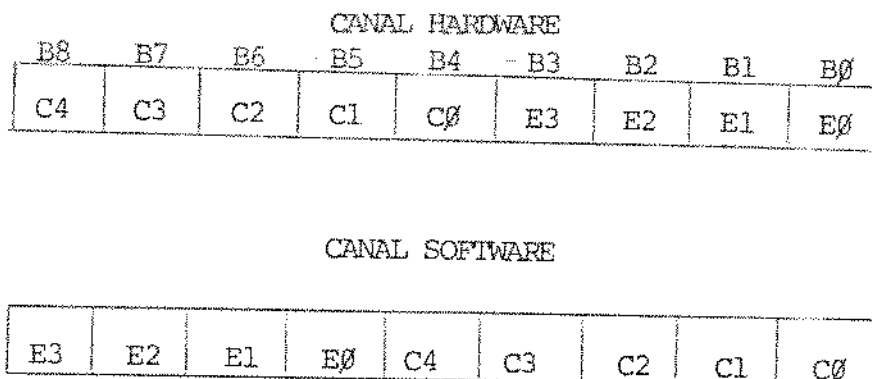 CANAL HARDWARE
B8 B7 B6 B5 B4 B3 B2 B1 BØ
C4 C3 C2 C1 CØ E3 E2 E1 EØ
CANAL SOFTWARE
E3 E2 E1 EØ C4 C3 C2 C1 CØ